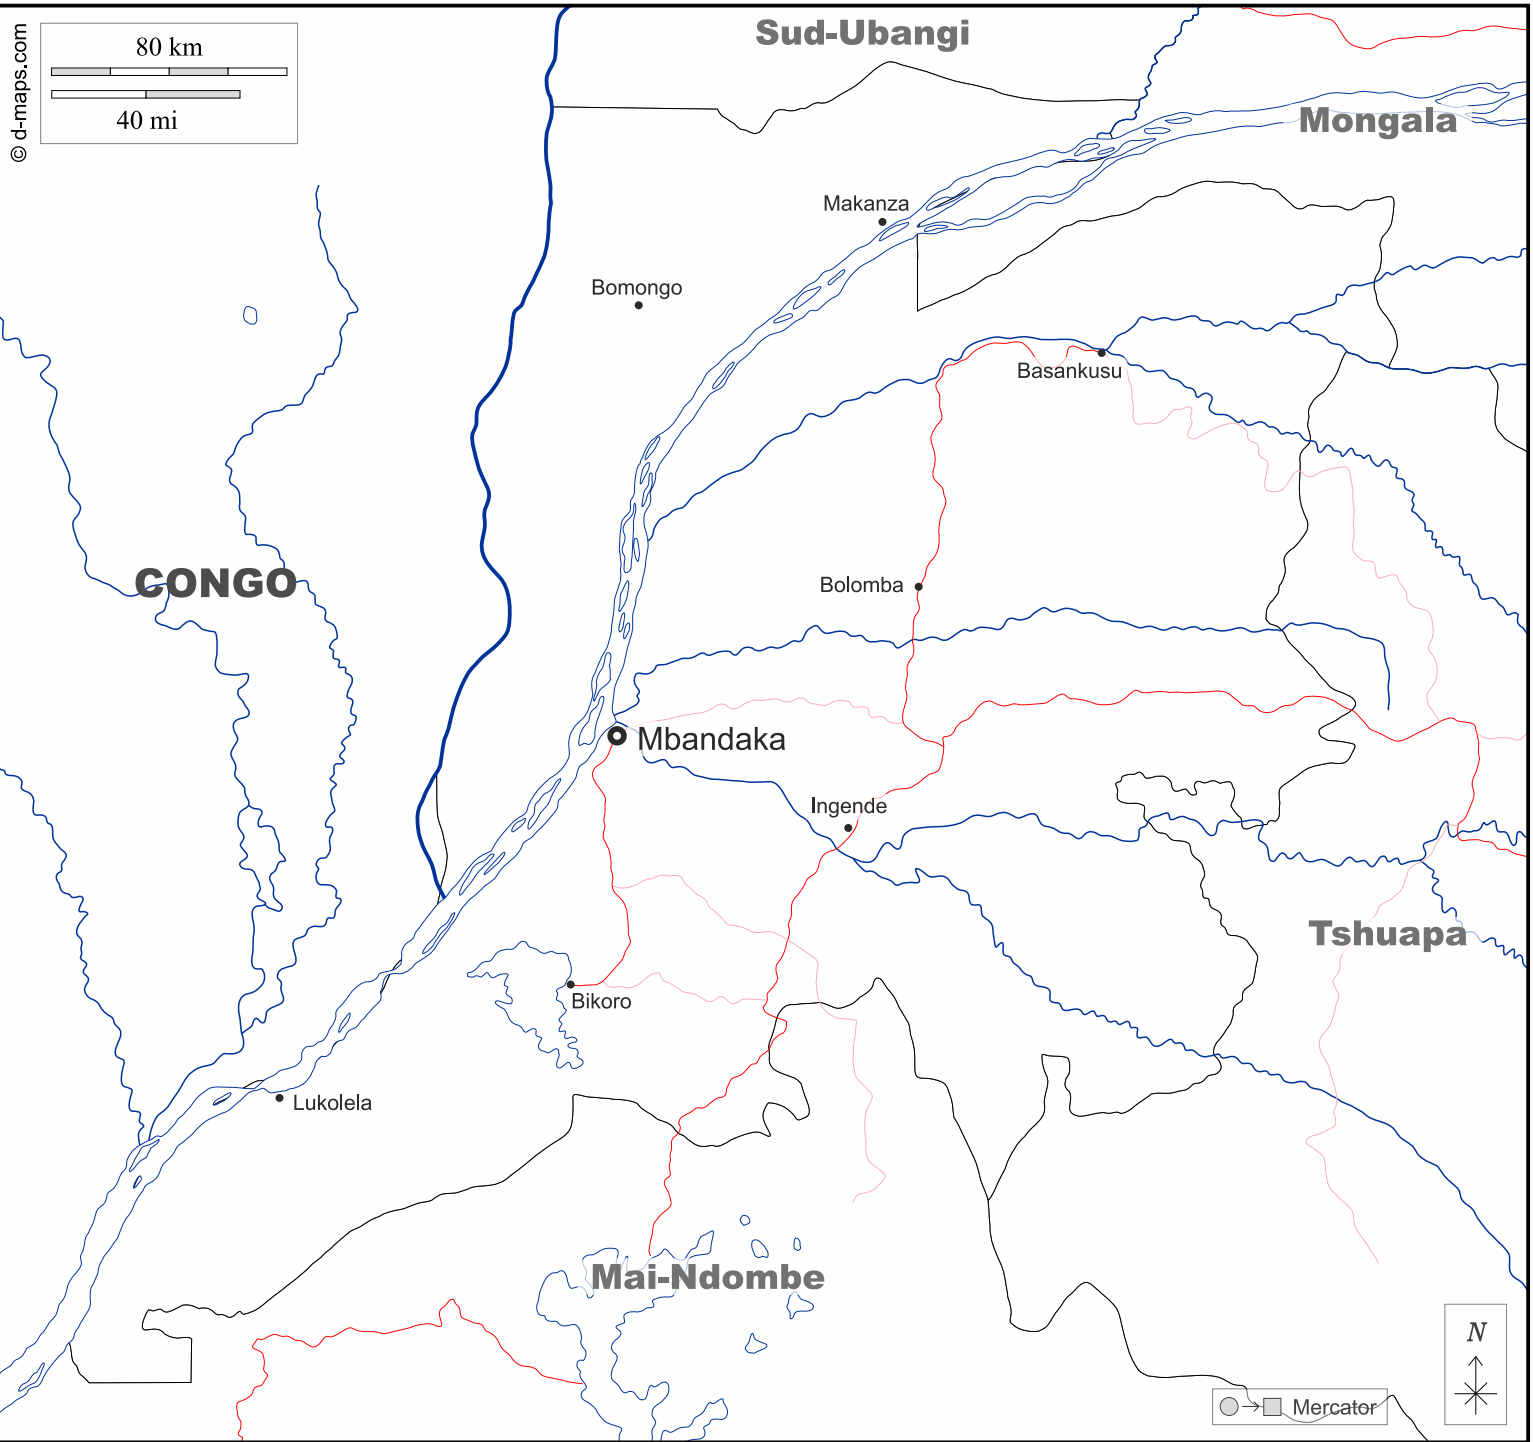 © d-maps.com
80 km
40 mi
Sud-Ubangi
Mongala
Makanza
Bomongo
Basankusu
CONGO
Bolomba
Mbandaka
Ingende
Tshuapa
Bikoro
Lukolela
Mai-Ndombe
N
Mercator